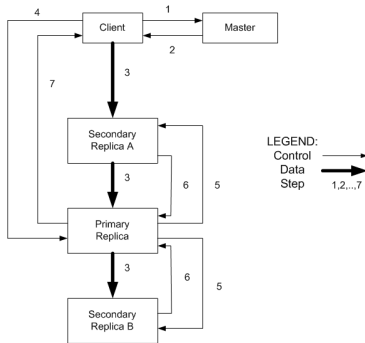 4
1
Client
Master
2
3
7
Secondary
Replica A
LEGEND:
Control
Data
Step 1,2,..,7
3
6
5
Primary
Replica
3
6
5
Secondary
Replica B